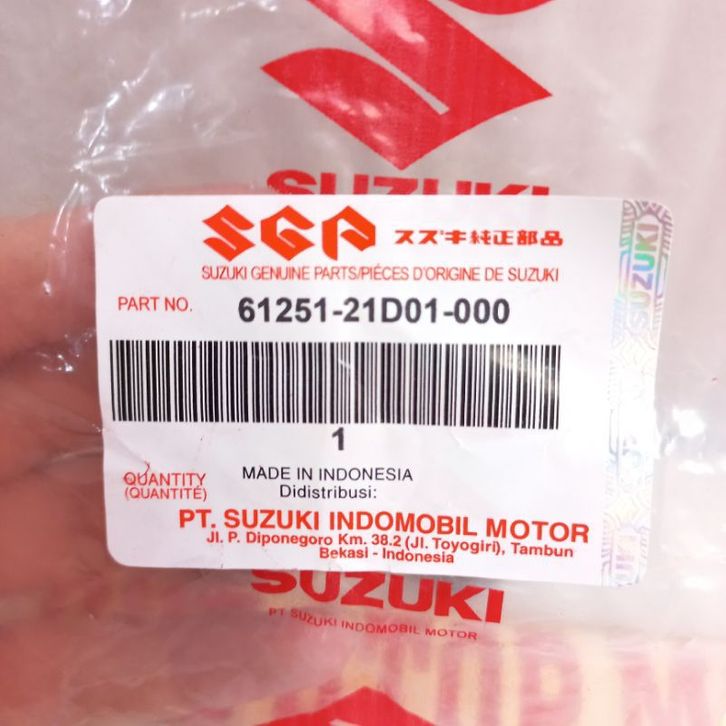 SUZUKI
SGP スズキ純正部品
SUZUKI GENUINE PARTS/PIÉCES D'ORIGINE DE SUZUKI
PART NO. 61251-21D01-000
1
QUANTITY
(QUANTITÉ)
MADE IN INDONESIA
Didistribusi:
PT. SUZUKI INDOMOBIL MOTOR
Jl. P. Diponegoro Km. 38.2 (Jl. Toyogiri), Tambun
Bekasi - Indonesia
SUZUKI
SUZUKI
PT SUZUKI INDOMOBIL MOTOR